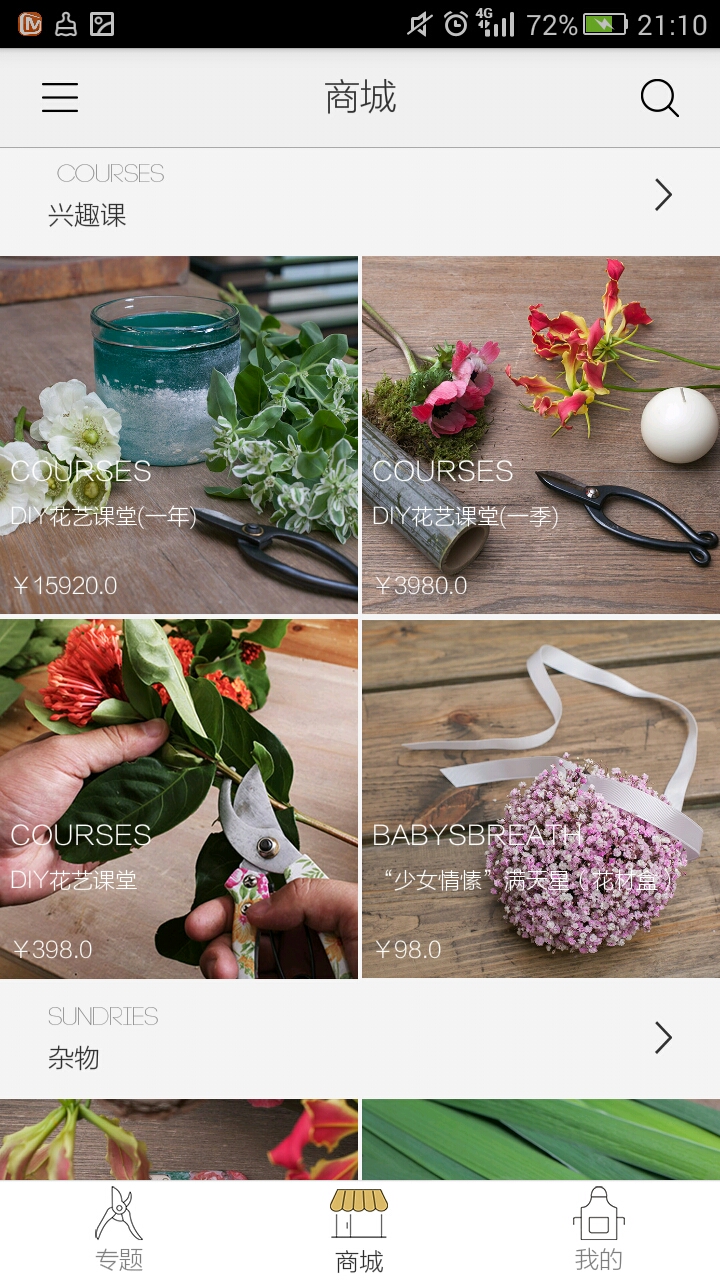 4G 72% 21:10
商城
COURSES
兴趣课
COURSES
DIY花艺课堂(一年)
￥15920.0
COURSES
DIY花艺课堂(一季)
￥3980.0
COURSES
DIY花艺课堂
￥398.0
BABYSBREATH
“少女情愫”满天星（花材盒）
￥98.0
SUNDRIES
杂物
专题
商城
我的